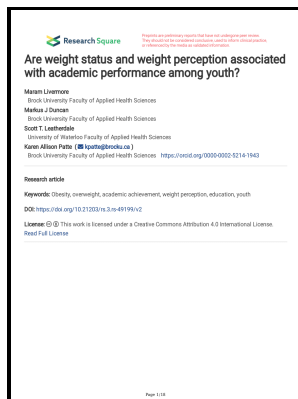 Research Square
Preprints are preliminary reports that have not undergone peer review.
They should not be considered conclusive, used to inform clinical practice,
or referenced by the media as validated information.
Are weight status and weight perception associated
with academic performance among youth?
Maram Livermore
Brock University Faculty of Applied Health Sciences
Markus J Duncan
Brock University Faculty of Applied Health Sciences
Scott T. Leatherdale
University of Waterloo Faculty of Applied Health Sciences
Karen Allison Patte ( kpatte@brocku.ca )
Brock University Faculty of Applied Health Sciences https://orcid.org/0000-0002-5214-1943
Research article
Keywords: Obesity, overweight, academic achievement, weight perception, education, youth
DOI: https://doi.org/10.21203/rs.3.rs-49199/v2
License: This work is licensed under a Creative Commons Attribution 4.0 International License.
Read Full License
Page 1/18